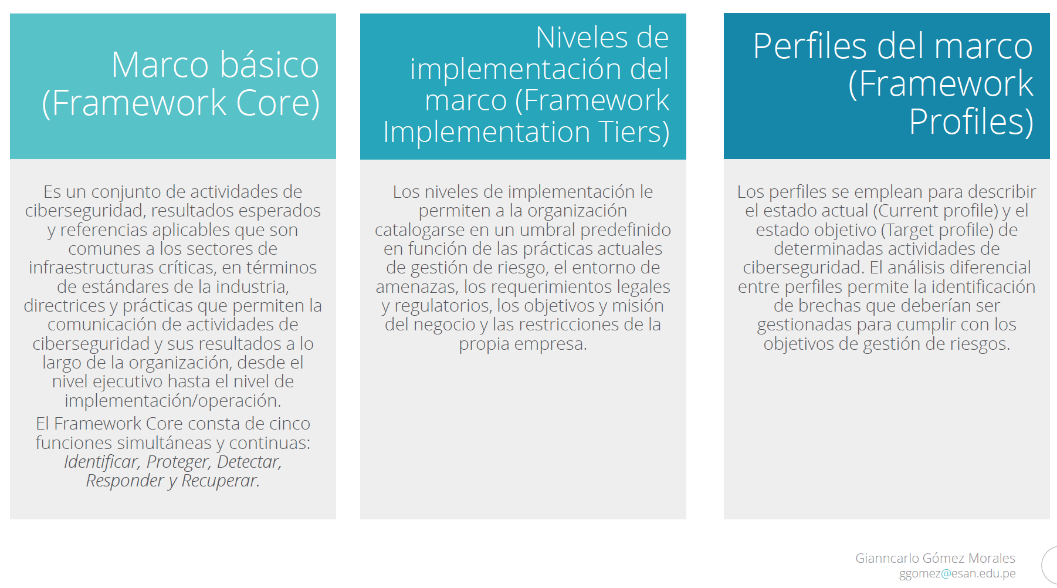 Marco básico
(Framework Core)
Es un conjunto de actividades de
ciberseguridad, resultados esperados
y referencias aplicables que son
comunes a los sectores de
infraestructuras críticas, en términos
de estándares de la industria,
directrices y prácticas que permiten la
comunicación de actividades de
ciberseguridad y sus resultados a lo
largo de la organización, desde el
nivel ejecutivo hasta el nivel de
implementación/operación.
El Framework Core consta de cinco
funciones simultáneas y continuas:
Identificar, Proteger, Detectar,
Responder y Recuperar.
Niveles de
implementación del
marco (Framework
Implementation Tiers)
Los niveles de implementación le
permiten a la organización
catalogarse en un umbral predefinido
en función de las prácticas actuales
de gestión de riesgo, el entorno de
amenazas, los requerimientos legales
y regulatorios, los objetivos y misión
del negocio y las restricciones de la
propia empresa.
Perfiles del marco
(Framework
Profiles)
Los perfiles se emplean para describir
el estado actual (Current profile) y el
estado objetivo (Target profile) de
determinadas actividades de
ciberseguridad. El análisis diferencial
entre perfiles permite la identificación
de brechas que deberían ser
gestionadas para cumplir con los
objetivos de gestión de riesgos.
Gianncarlo Gómez Morales
ggomez@esan.edu.pe